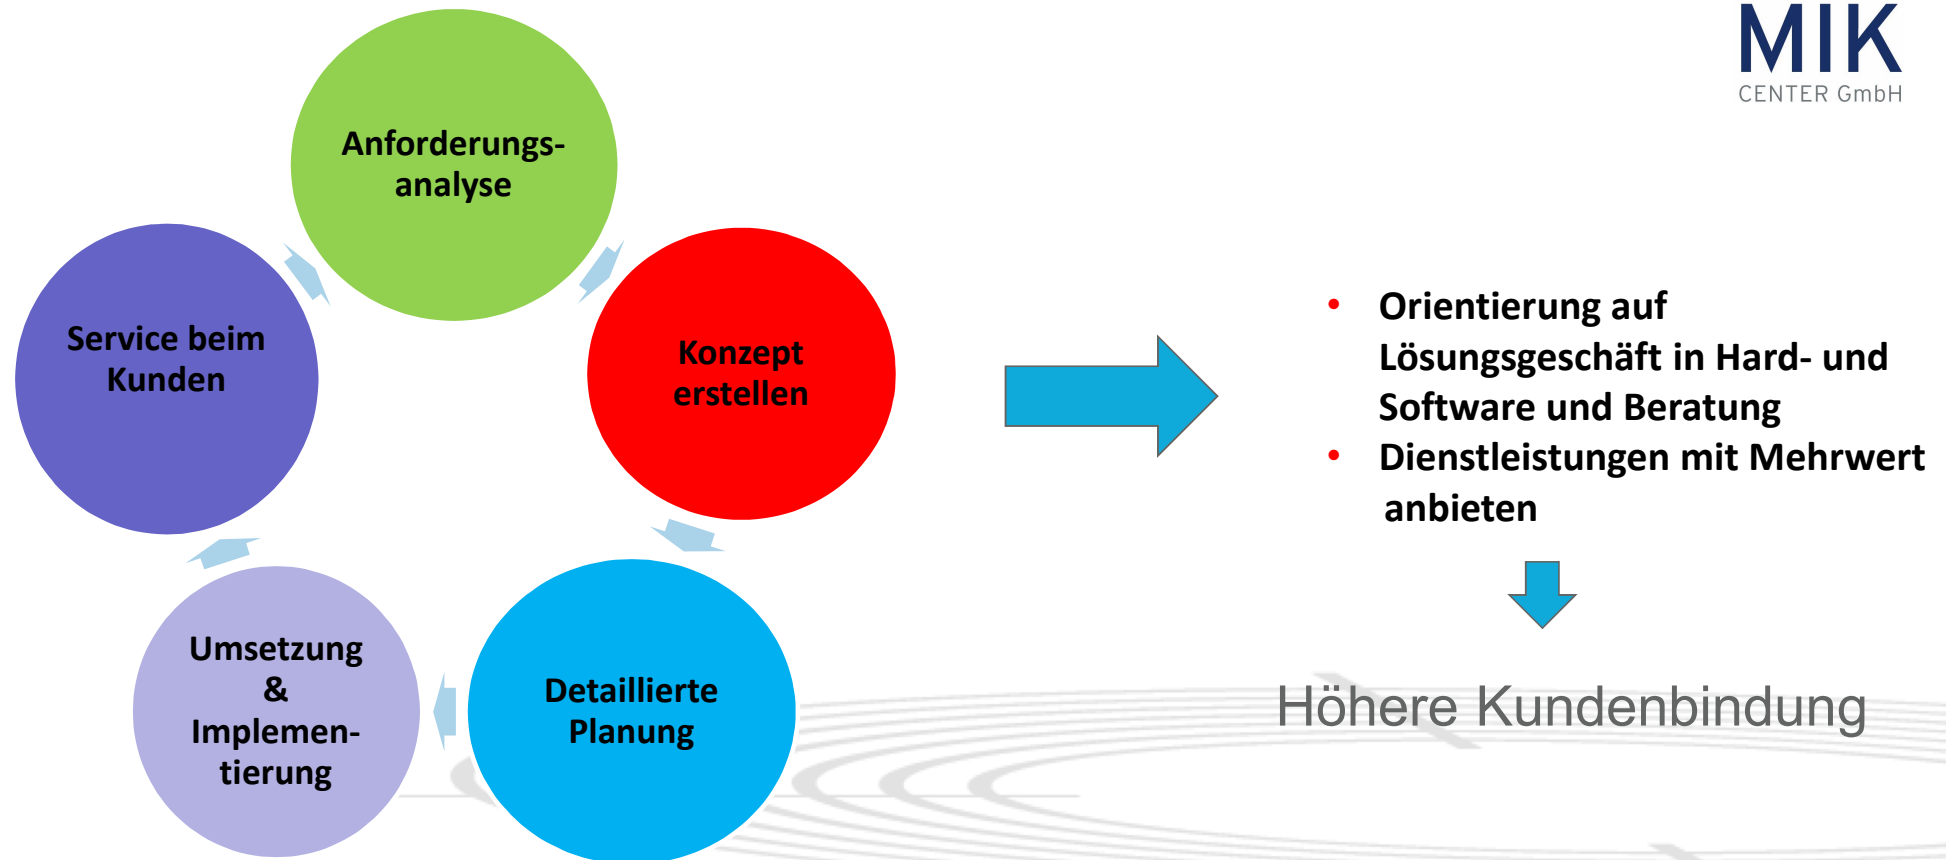 MIK
CENTER GmbH
Anforderungs-
analyse
Konzept
erstellen
Detaillierte
Planung
Umsetzung
&
Implemen-
tierung
Service beim
Kunden
• Orientierung auf
Lösungsgeschäft in Hard- und
Software und Beratung
• Dienstleistungen mit Mehrwert
anbieten
Höhere Kundenbindung